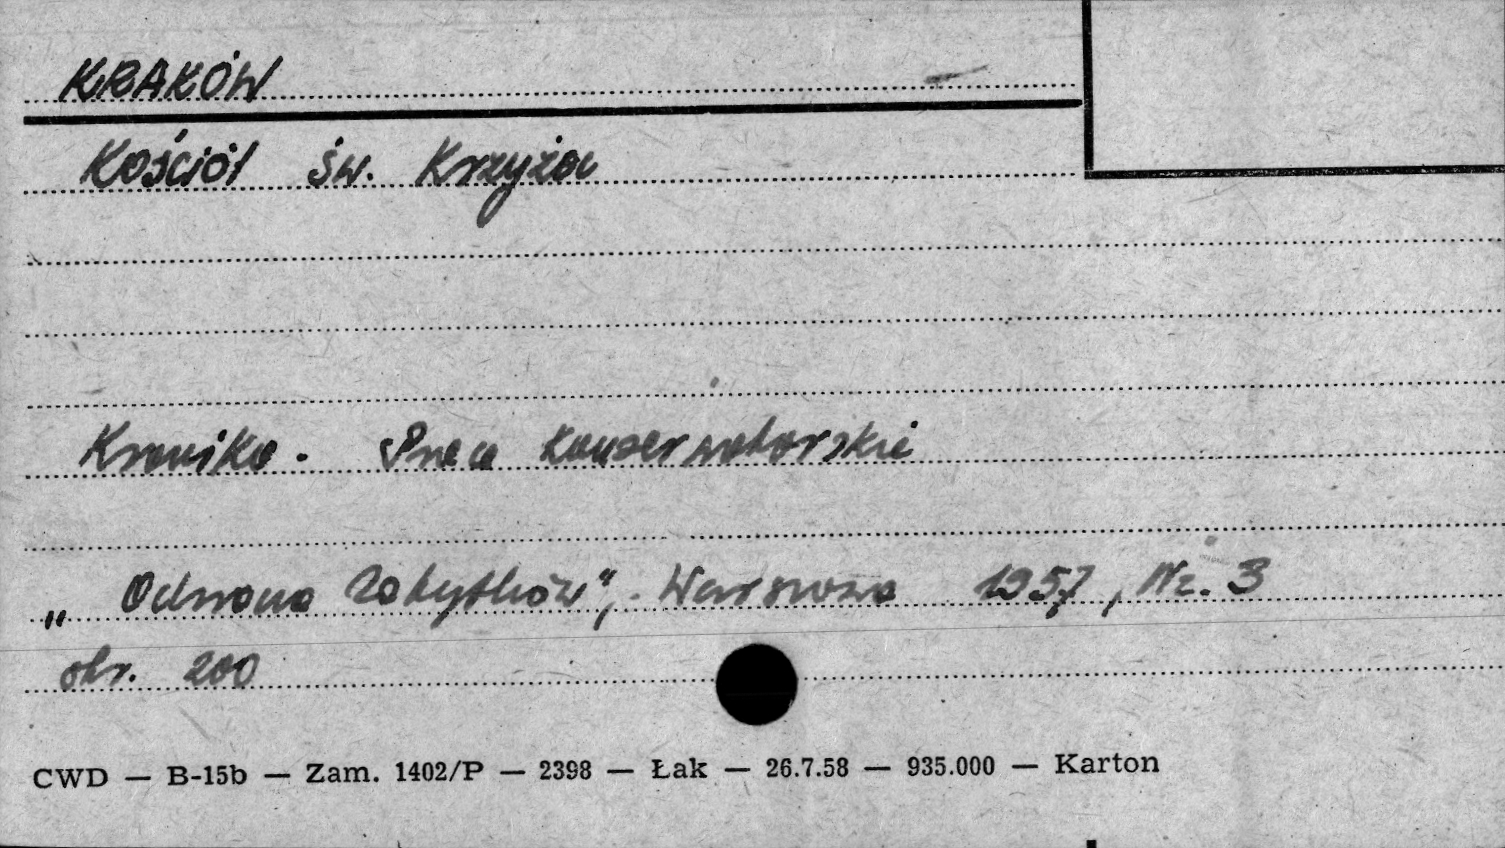 KRAKÓW
Kościół św. Krzyża
Kronika. Prace konserwatorskie
„Ochrona Zabytków", Warszawa 1957, Nr. 3
str. 200
CWD — B-15b — Zam. 1402/P — 2398 — Łak — 26.7.58 — 935.000 — Karton